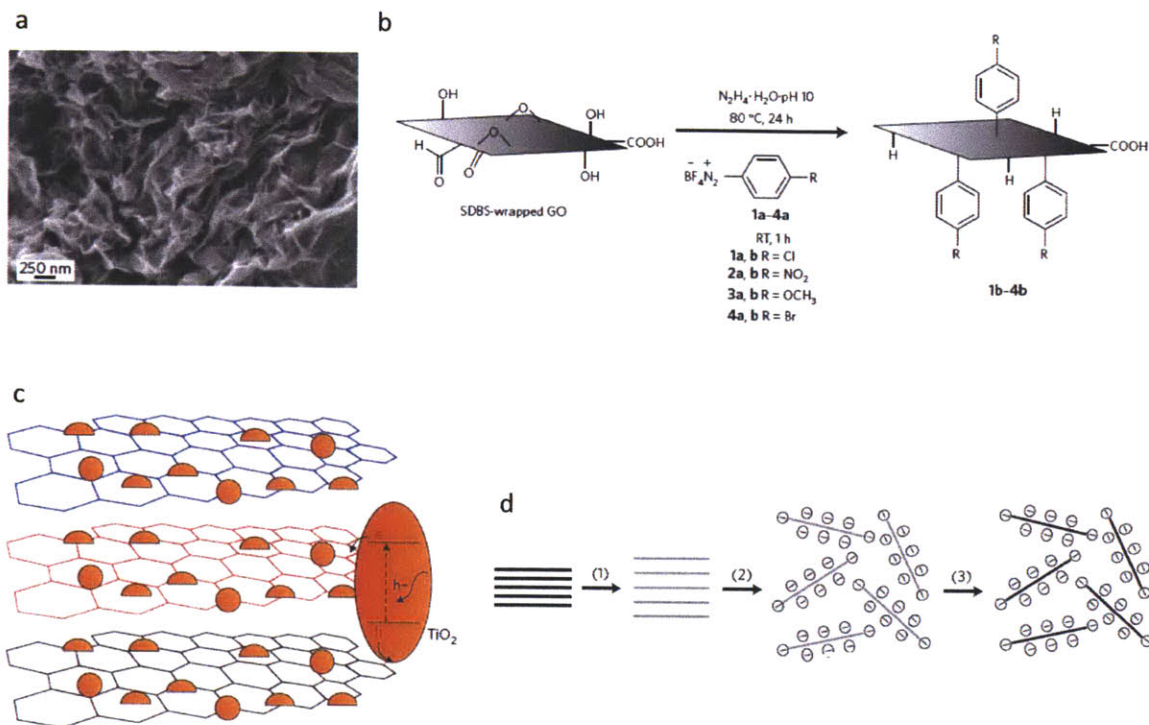 a
250 nm
b
OH
O
O
OH
H
COOH
O
O
OH
SDBS-wrapped GO
N₂H₄·H₂O-pH 10
80 °C, 24 h
− +
BF₄N₂
R
1a–4a
RT, 1 h
1a, b R = Cl
2a, b R = NO₂
3a, b R = OCH₃
4a, b R = Br
R
H
COOH
H
H
R
R
1b–4b
c
TiO₂
d
(1)
(2)
(3)